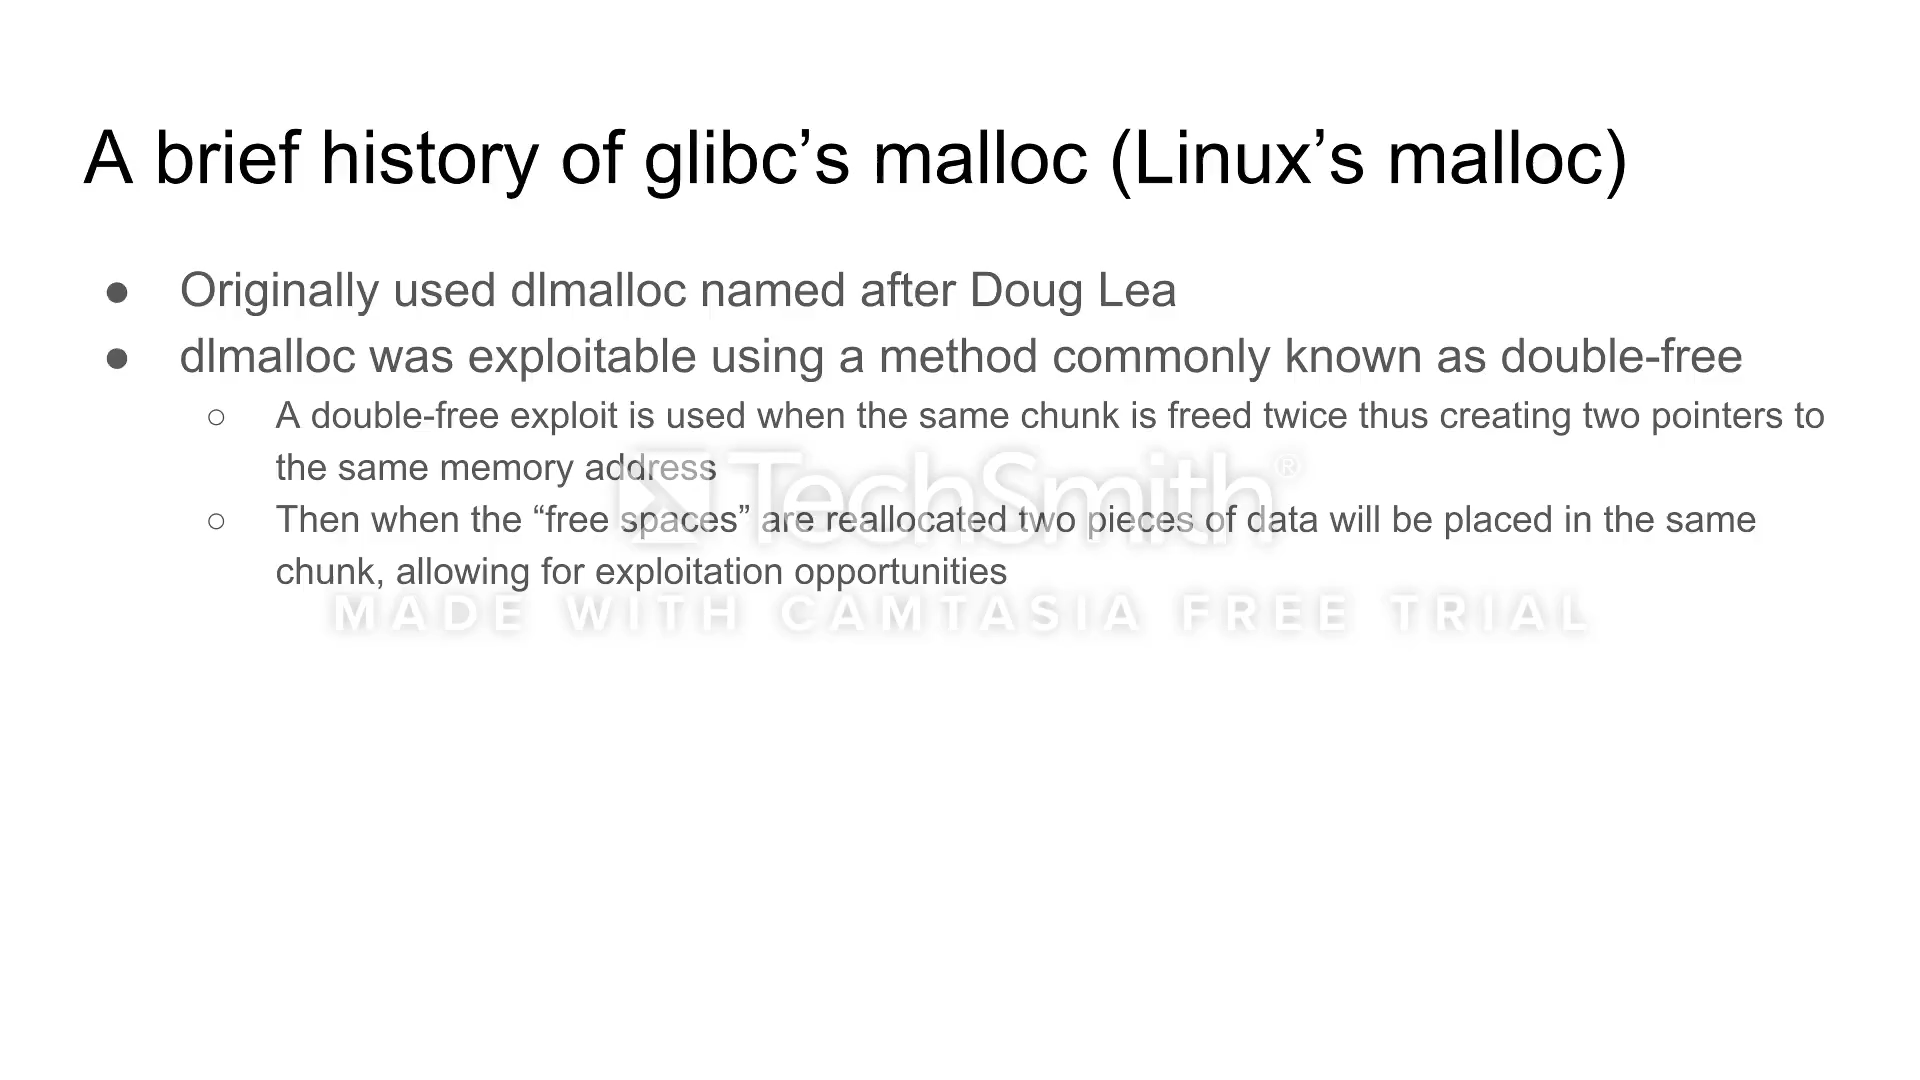 A brief history of glibc’s malloc (Linux’s malloc)
● Originally used dlmalloc named after Doug Lea
● dlmalloc was exploitable using a method commonly known as double-free
○ A double-free exploit is used when the same chunk is freed twice thus creating two pointers to
the same memory address
○ Then when the “free spaces” are reallocated two pieces of data will be placed in the same
chunk, allowing for exploitation opportunities
TechSmith®
MADE WITH CAMTASIA FREE TRIAL